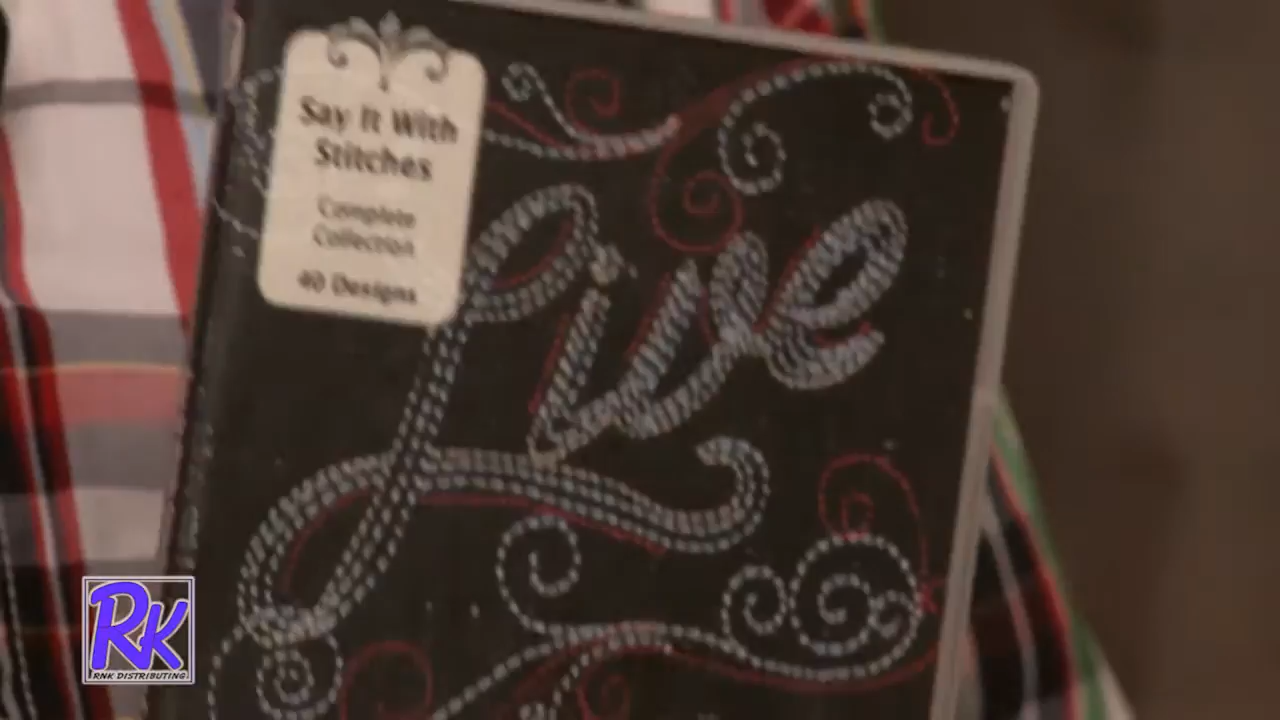 Say It With
Stitches
Complete
Collection
40 Designs
Live
RK
RNK DISTRIBUTING